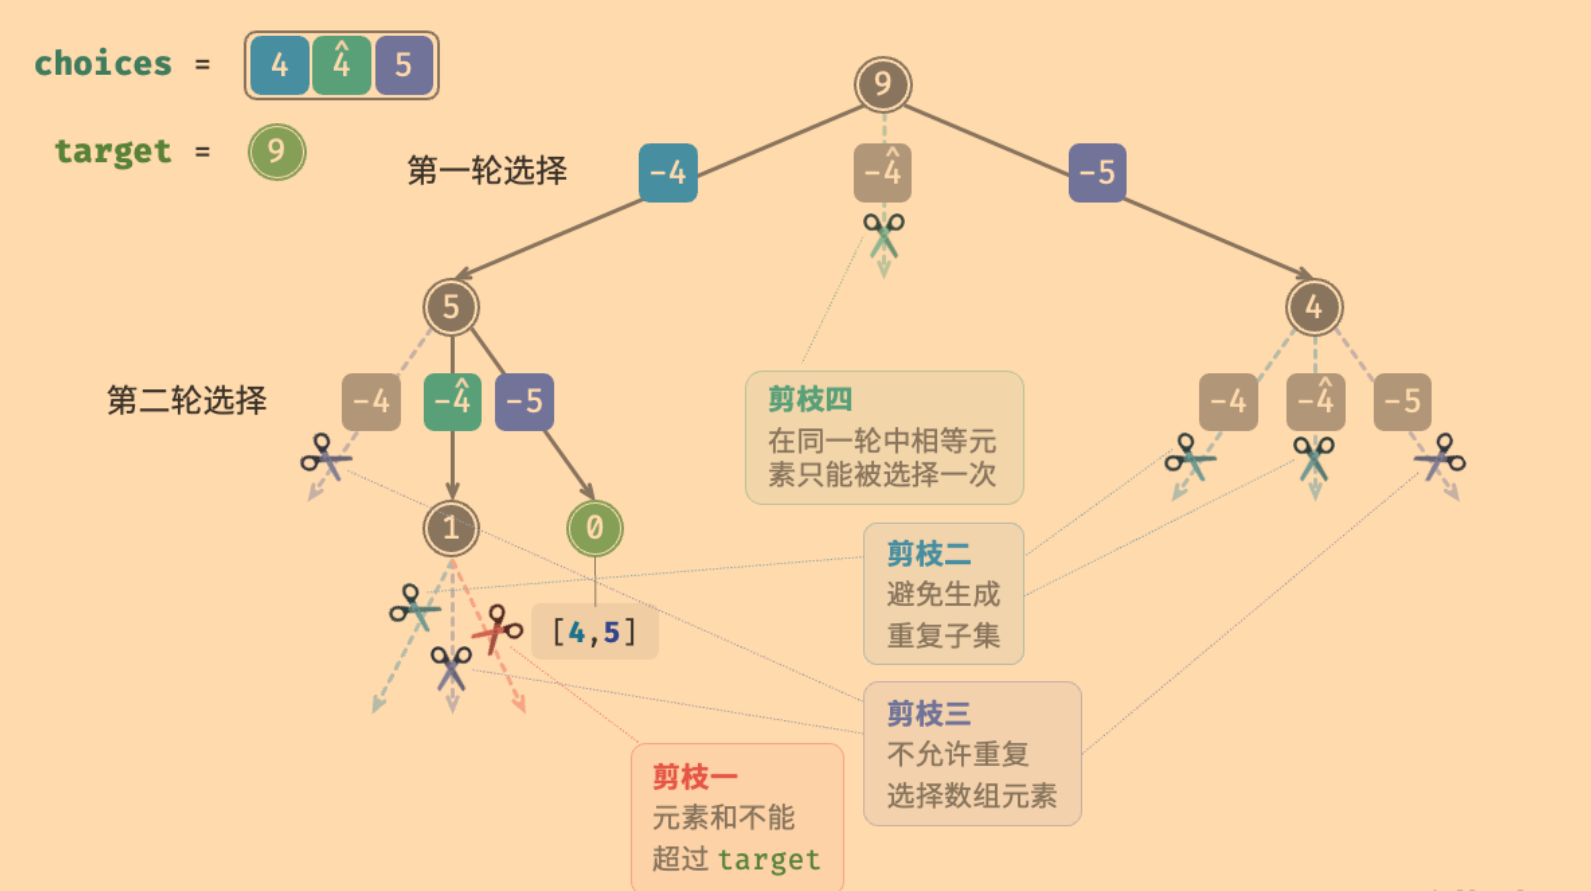 choices = 4 4̂ 5
9
target = 9
第一轮选择
-4 -4̂ -5
5
4
第二轮选择
-4 -4̂ -5
-4 -4̂ -5
剪枝四
在同一轮中相等元
素只能被选择一次
1
0
[4,5]
剪枝二
避免生成
重复子集
剪枝三
不允许重复
选择数组元素
剪枝一
元素和不能
超过 target